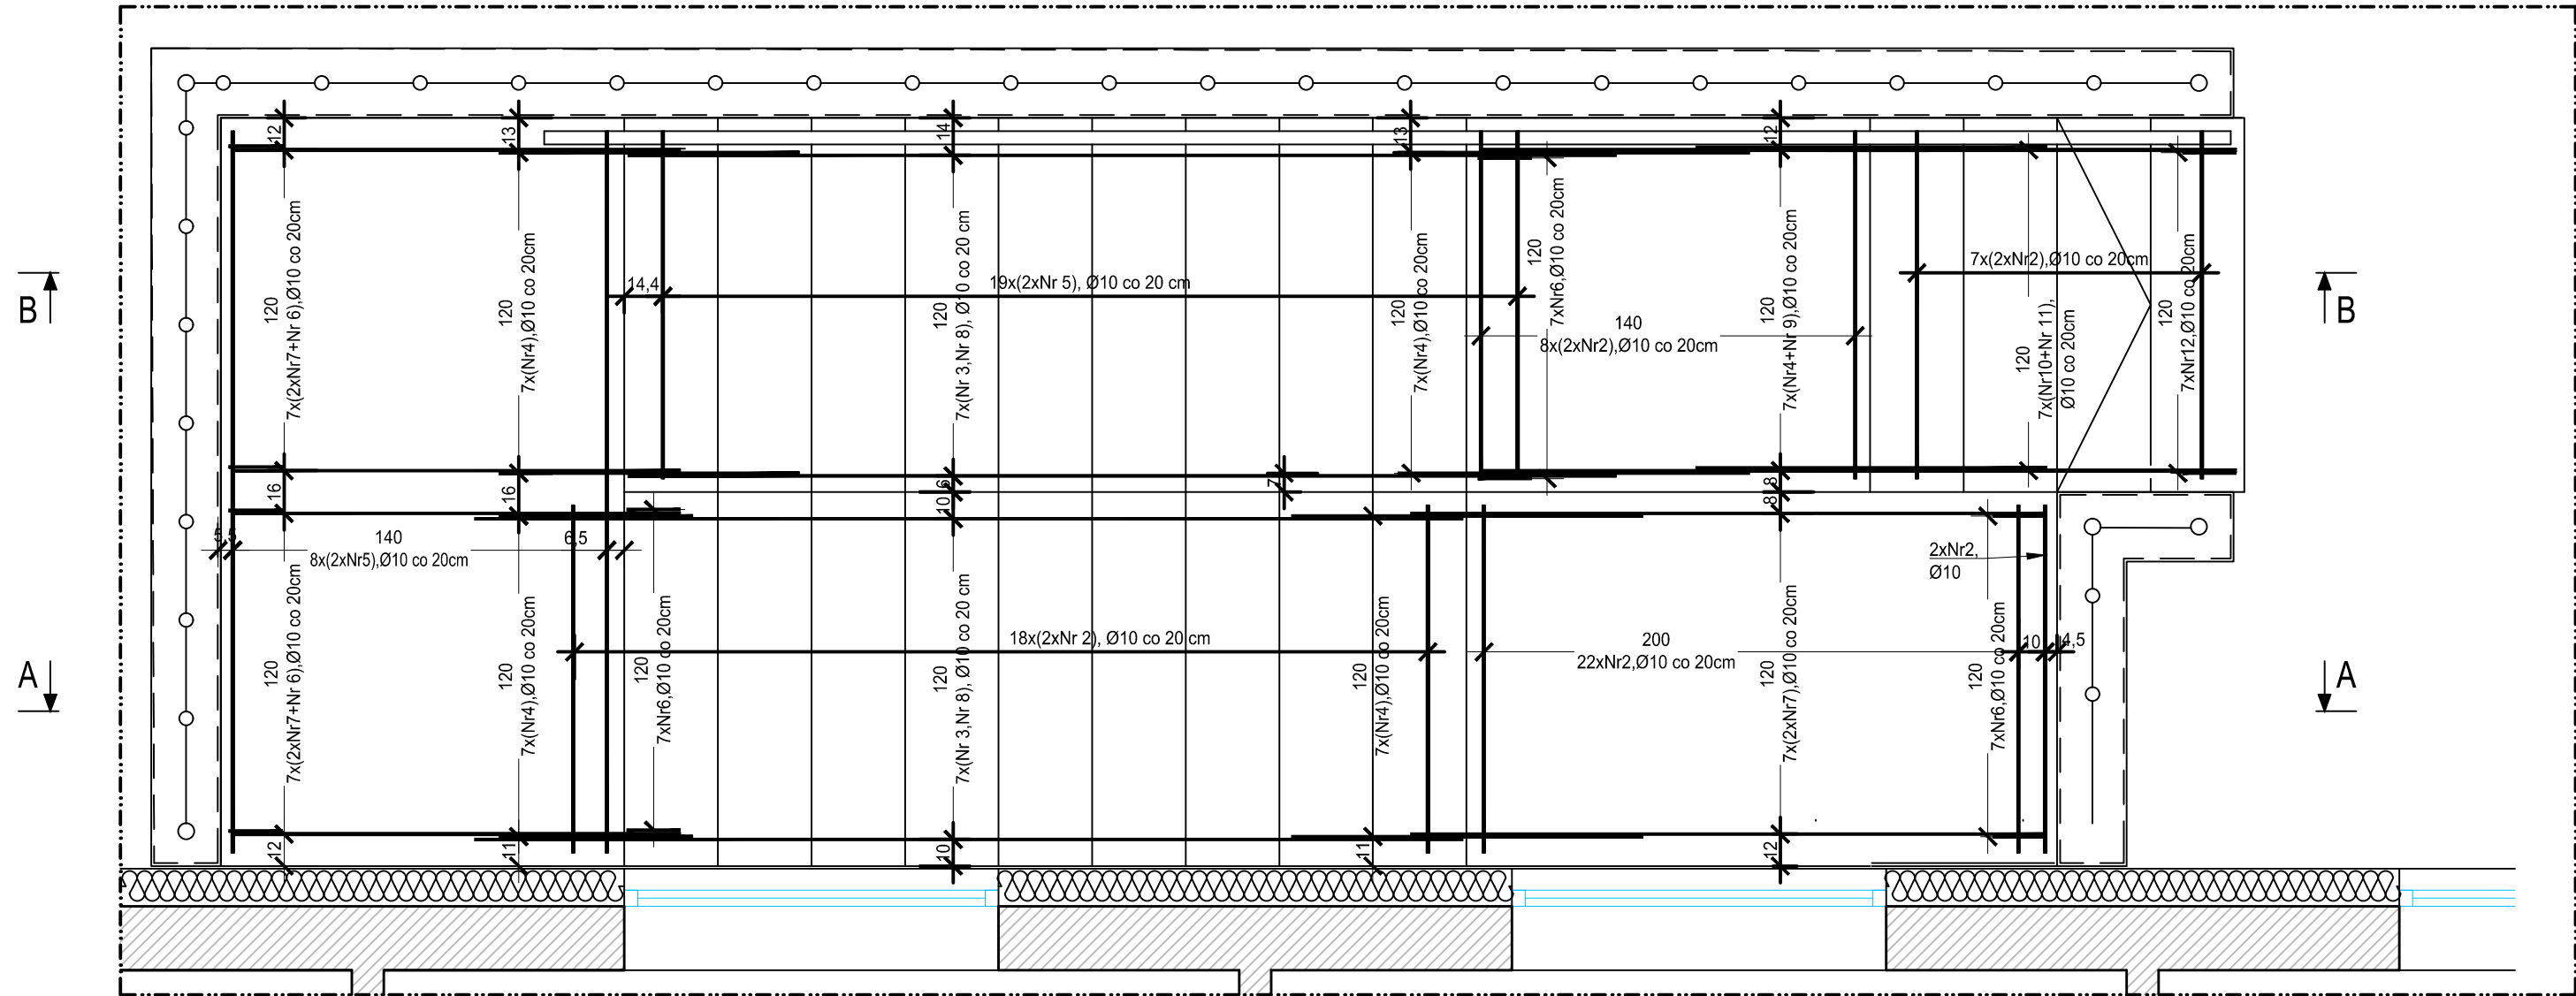 12
13
14
13
12
B
B
7x(2xNr2),Ø10 co 20cm
14,4
19x(2xNr 5), Ø10 co 20 cm
120
7x(2xNr7+Nr 6),Ø10 co 20cm
120
7x(Nr4),Ø10 co 20cm
120
7x(Nr 3,Nr 8), Ø10 co 20 cm
120
7x(Nr4),Ø10 co 20cm
120
7xNr6,Ø10 co 20cm
140
8x(2xNr2),Ø10 co 20cm
120
7x(Nr4+Nr 9),Ø10 co 20cm
120
7x(Nr10+Nr 11),
Ø10 co 20cm
120
7xNr12,Ø10 co 20cm
16
16
6
10
7
8
8
5,5
140
8x(2xNr5),Ø10 co 20cm
6,5
2xNr2,
Ø10
A
A
120
7x(2xNr7+Nr 6),Ø10 co 20cm
120
7x(Nr4),Ø10 co 20cm
120
7xNr6,Ø10 co 20cm
18x(2xNr 2), Ø10 co 20 cm
120
7x(Nr 3,Nr 8), Ø10 co 20 cm
120
7x(Nr4),Ø10 co 20cm
200
22xNr2,Ø10 co 20cm
120
7x(2xNr7),Ø10 co 20cm
120
7xNr6,Ø10 co 20cm
10
4,5
12
11
10
11
12